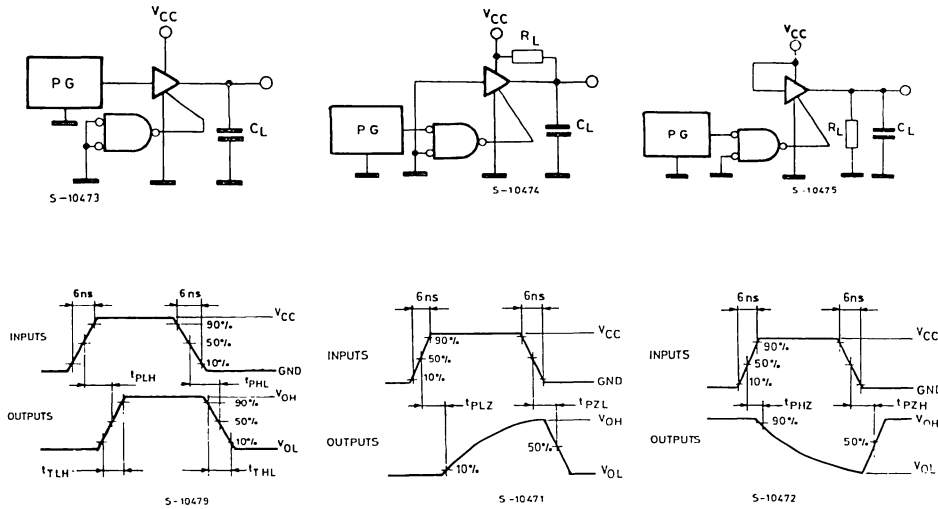 VCC
PG
CL
S-10473
VCC
RL
PG
CL
S-10474
VCC
PG
RL
CL
S-10475
6ns
6ns
INPUTS
VCC
90%
50%
10%
GND
tPLH
tPHL
OUTPUTS
VOH
90%
50%
10%
VOL
tTLH
tTHL
S-10479
6ns
6ns
INPUTS
VCC
90%
50%
10%
GND
tPLZ
tPZL
OUTPUTS
VOH
50%
10%
VOL
S-10471
6ns
6ns
INPUTS
VCC
90%
50%
10%
GND
tPHZ
tPZH
OUTPUTS
VOH
90%
50%
VOL
S-10472